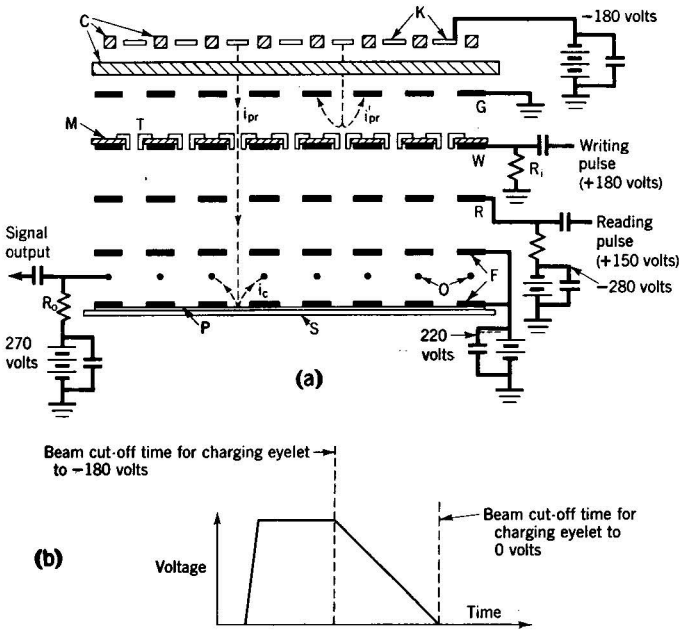 C
K
-180 volts
C
G
i_pr
i'_pr
M
T
W
Writing
pulse
(+180 volts)
R_i
R
Reading
pulse
(+150 volts)
Signal
output
F
O
i_c
-280 volts
R_o
P
S
270
volts
220
volts
(a)
Beam cut-off time for charging eyelet
to -180 volts
Beam cut-off time for
charging eyelet to
0 volts
(b)
Voltage
Time